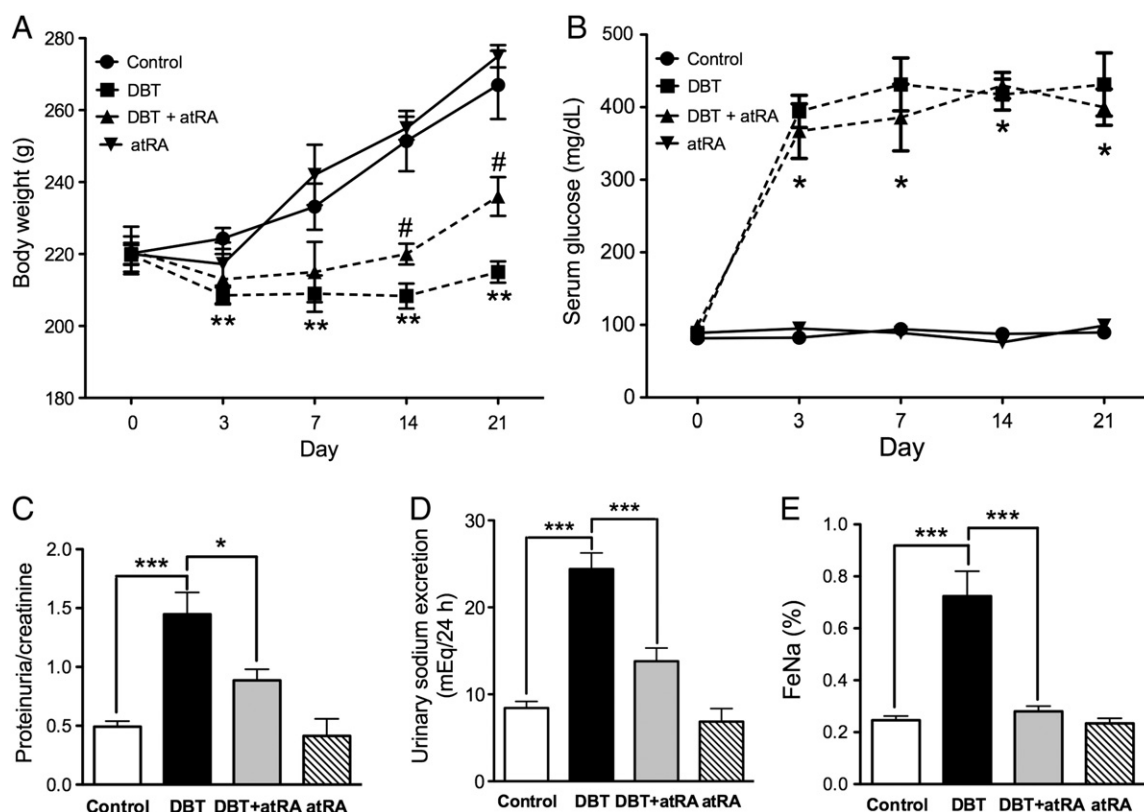 A
280
260
240
220
200
180
Body weight (g)
Control
DBT
DBT + atRA
atRA
#
#
**
**
**
**
0
3
7
14
21
Day
B
500
400
300
200
100
0
Serum glucose (mg/dL)
Control
DBT
DBT + atRA
atRA
*
*
*
*
0
3
7
14
21
Day
C
2.0
1.5
1.0
0.5
0.0
Proteinuria/creatinine
***
*
Control
DBT
DBT+atRA
atRA
D
30
20
10
0
Urinary sodium excretion
(mEq/24 h)
***
***
Control
DBT
DBT+atRA
atRA
E
1.0
0.8
0.6
0.4
0.2
0.0
FeNa (%)
***
***
Control
DBT
DBT+atRA
atRA